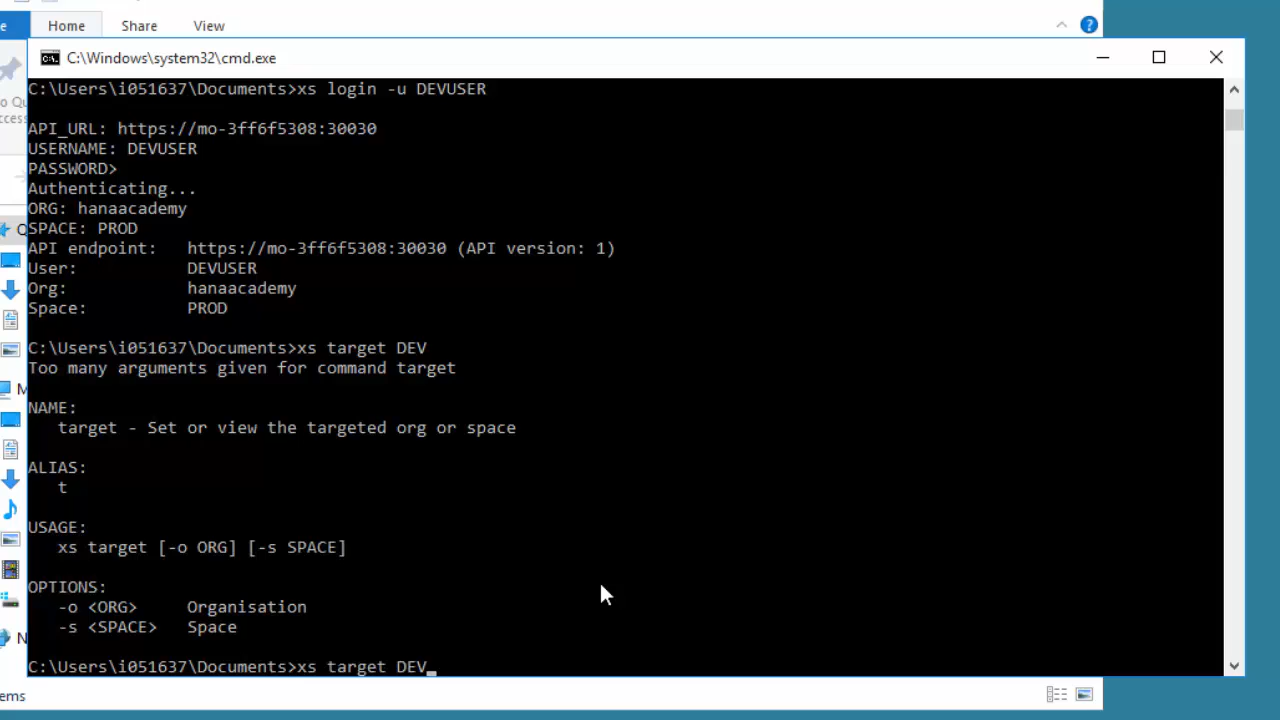 Home Share View
C:\Windows\system32\cmd.exe
C:\Users\i051637\Documents>xs login -u DEVUSER
API_URL: https://mo-3ff6f5308:30030
USERNAME: DEVUSER
PASSWORD>
Authenticating...
ORG: hanaacademy
SPACE: PROD
API endpoint: https://mo-3ff6f5308:30030 (API version: 1)
User: DEVUSER
Org: hanaacademy
Space: PROD
C:\Users\i051637\Documents>xs target DEV
Too many arguments given for command target
NAME:
target - Set or view the targeted org or space
ALIAS:
t
USAGE:
xs target [-o ORG] [-s SPACE]
OPTIONS:
-o <ORG> Organisation
-s <SPACE> Space
C:\Users\i051637\Documents>xs target DEV_